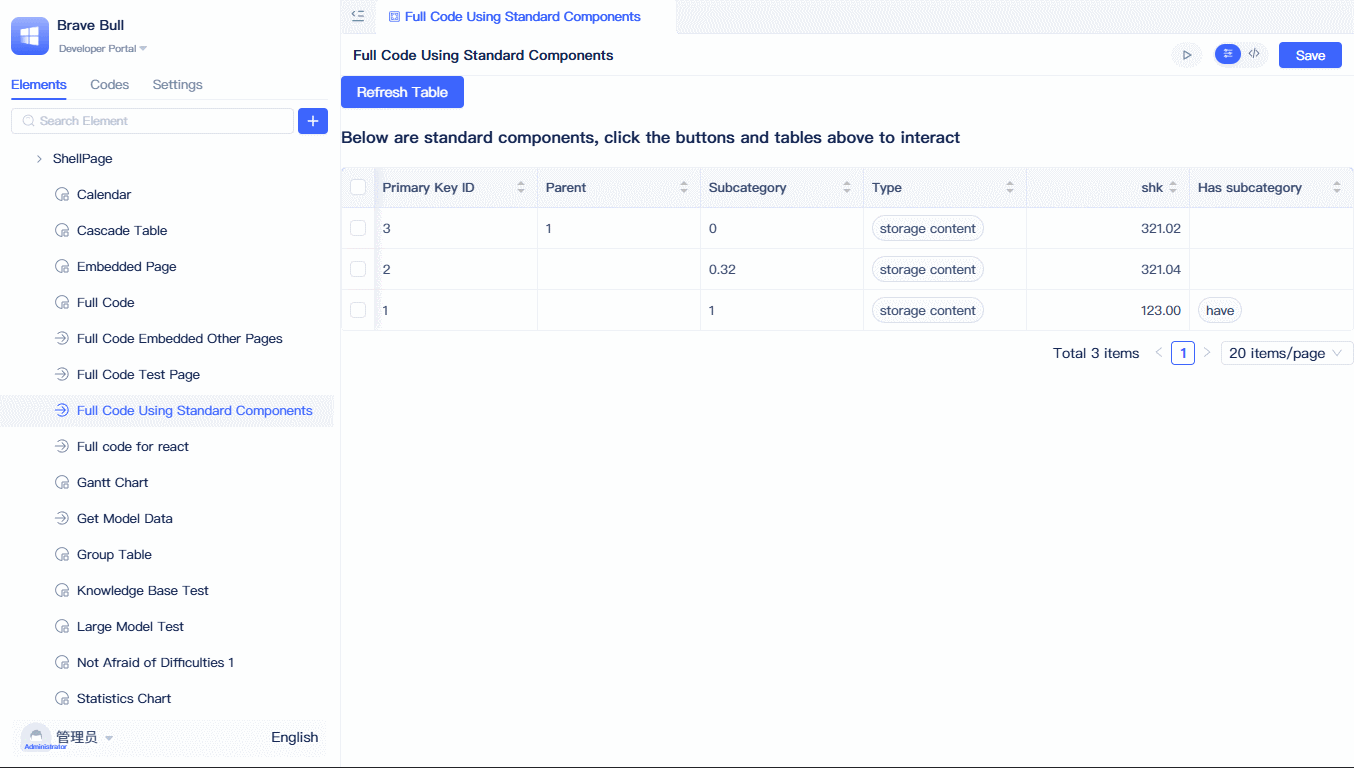 Brave Bull
Developer Portal
Elements Codes Settings
Search Element
ShellPage
Calendar
Cascade Table
Embedded Page
Full Code
Full Code Embedded Other Pages
Full Code Test Page
Full Code Using Standard Components
Full code for react
Gantt Chart
Get Model Data
Group Table
Knowledge Base Test
Large Model Test
Not Afraid of Difficulties 1
Statistics Chart
管理员
Administrator
English
Full Code Using Standard Components
Full Code Using Standard Components
Save
Refresh Table
Below are standard components, click the buttons and tables above to interact
Primary Key ID Parent Subcategory Type shk Has subcategory
3 1 0 storage content 321.02
2 0.32 storage content 321.04
1 1 storage content 123.00 have
Total 3 items 1 20 items/page